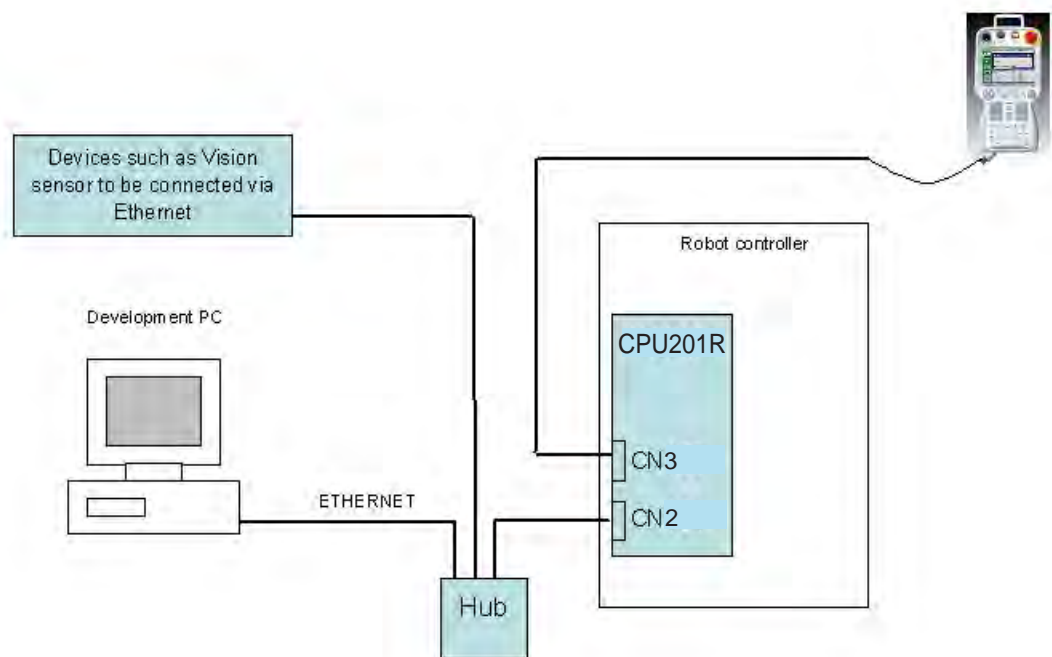 Devices such as Vision
sensor to be connected via
Ethernet
Robot controller
Development PC
CPU201R
CN3
ETHERNET
CN2
Hub